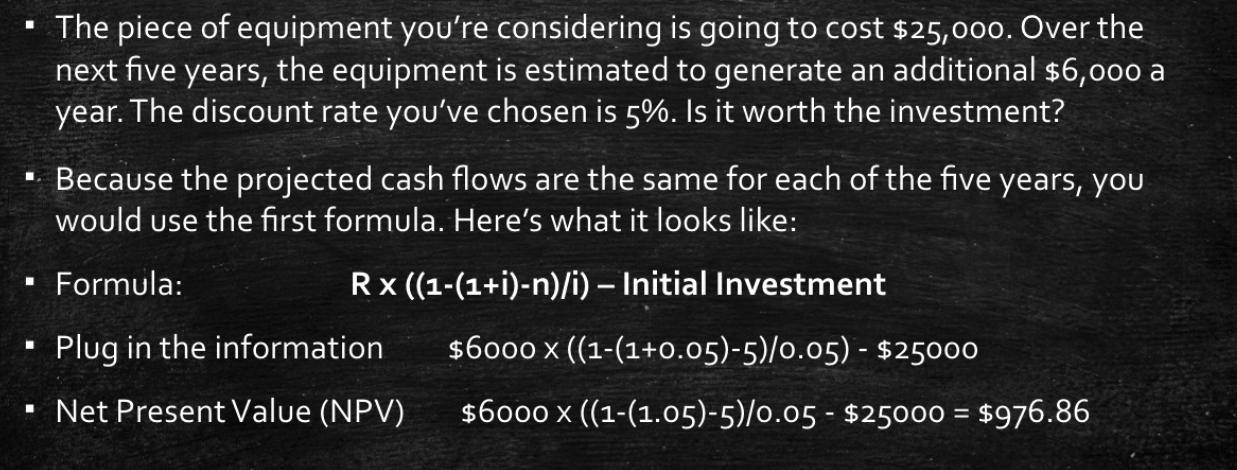 ▪ The piece of equipment you’re considering is going to cost $25,000. Over the
next five years, the equipment is estimated to generate an additional $6,000 a
year. The discount rate you’ve chosen is 5%. Is it worth the investment?
▪ Because the projected cash flows are the same for each of the five years, you
would use the first formula. Here’s what it looks like:
▪ Formula: R x ((1-(1+i)-n)/i) – Initial Investment
▪ Plug in the information $6000 x ((1-(1+0.05)-5)/0.05) - $25000
▪ Net Present Value (NPV) $6000 x ((1-(1.05)-5)/0.05 - $25000 = $976.86